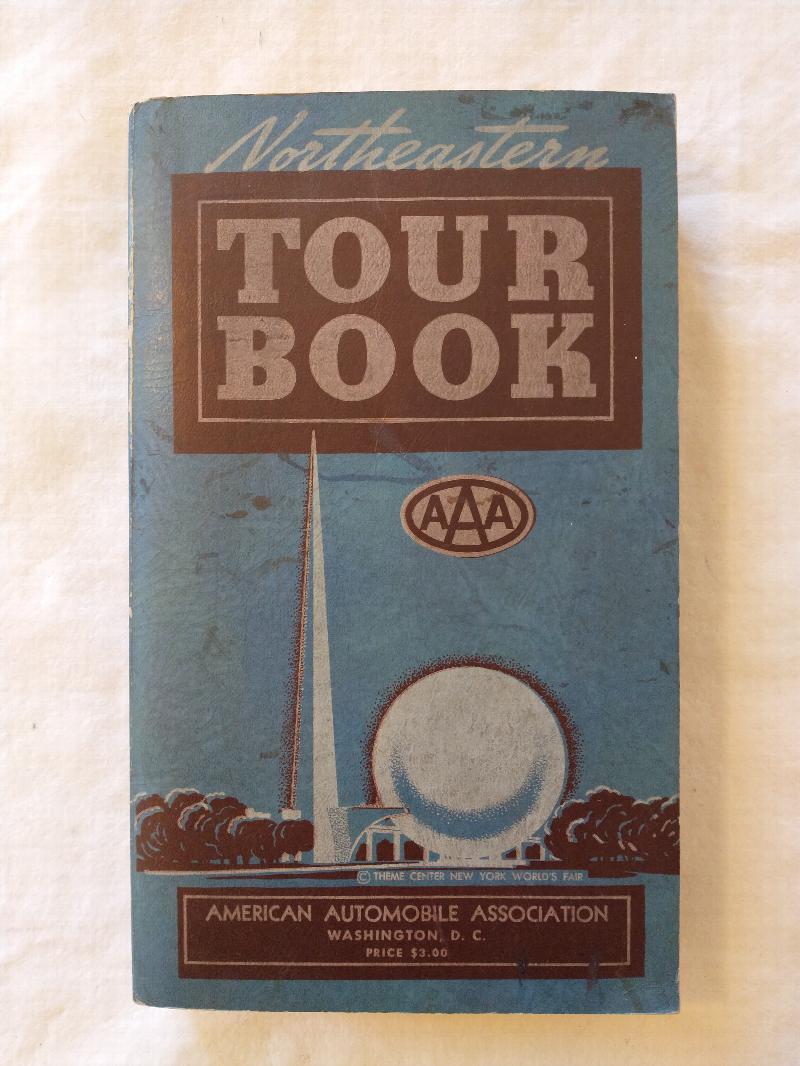 Northeastern
TOUR
BOOK
AAA
© THEME CENTER NEW YORK WORLD'S FAIR
AMERICAN AUTOMOBILE ASSOCIATION
WASHINGTON, D. C.
PRICE $3.00